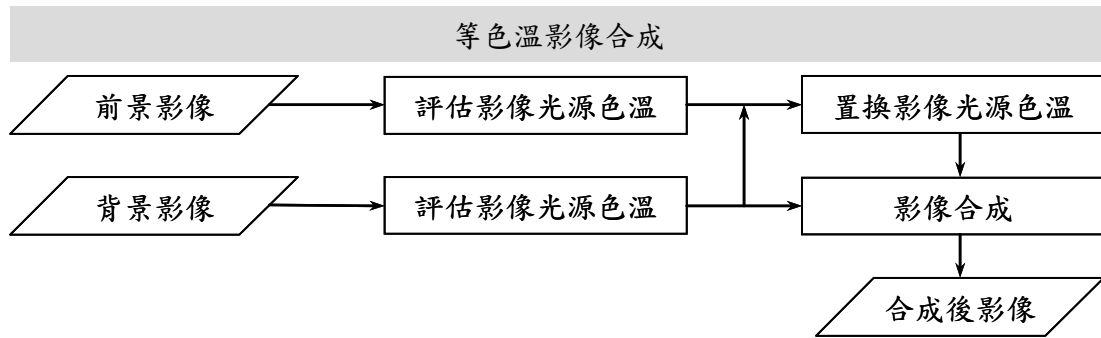 等色溫影像合成
前景影像
評估影像光源色溫
置換影像光源色溫
背景影像
評估影像光源色溫
影像合成
合成後影像